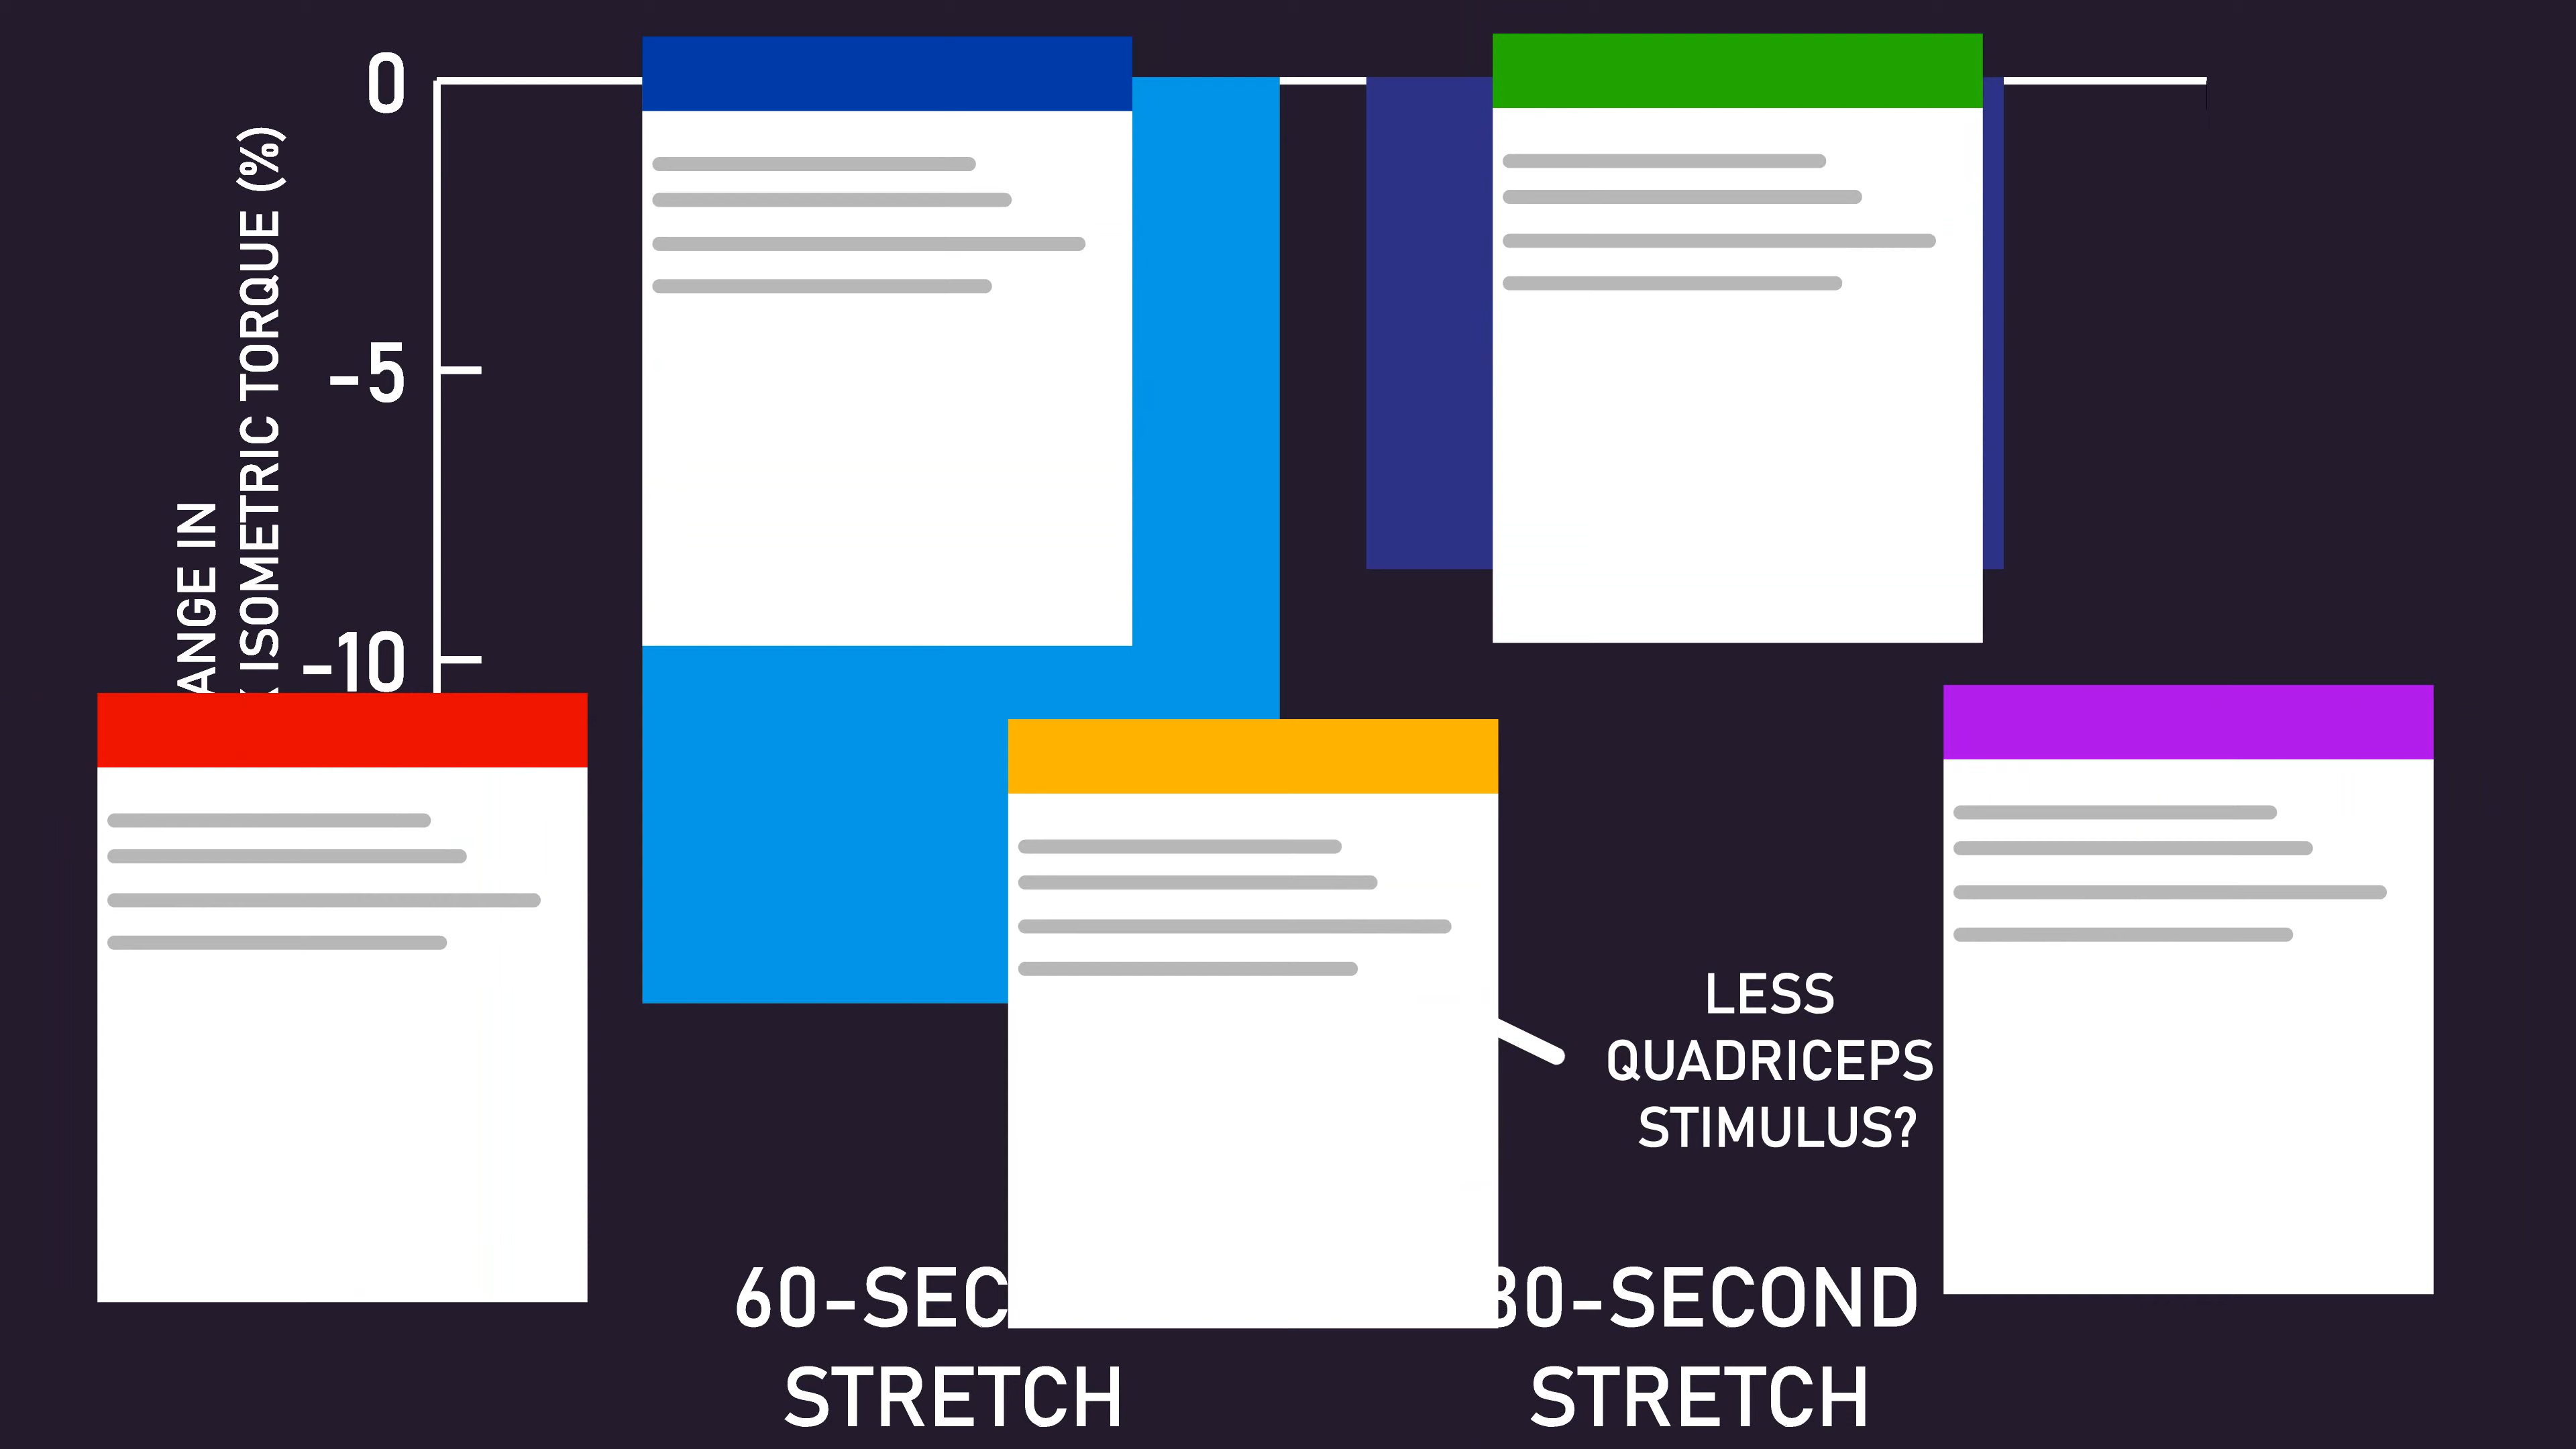 0
-5
-10
ANGE IN
ISOMETRIC TORQUE (%)
LESS
QUADRICEPS
STIMULUS?
60-SEC
30-SECOND
STRETCH
STRETCH